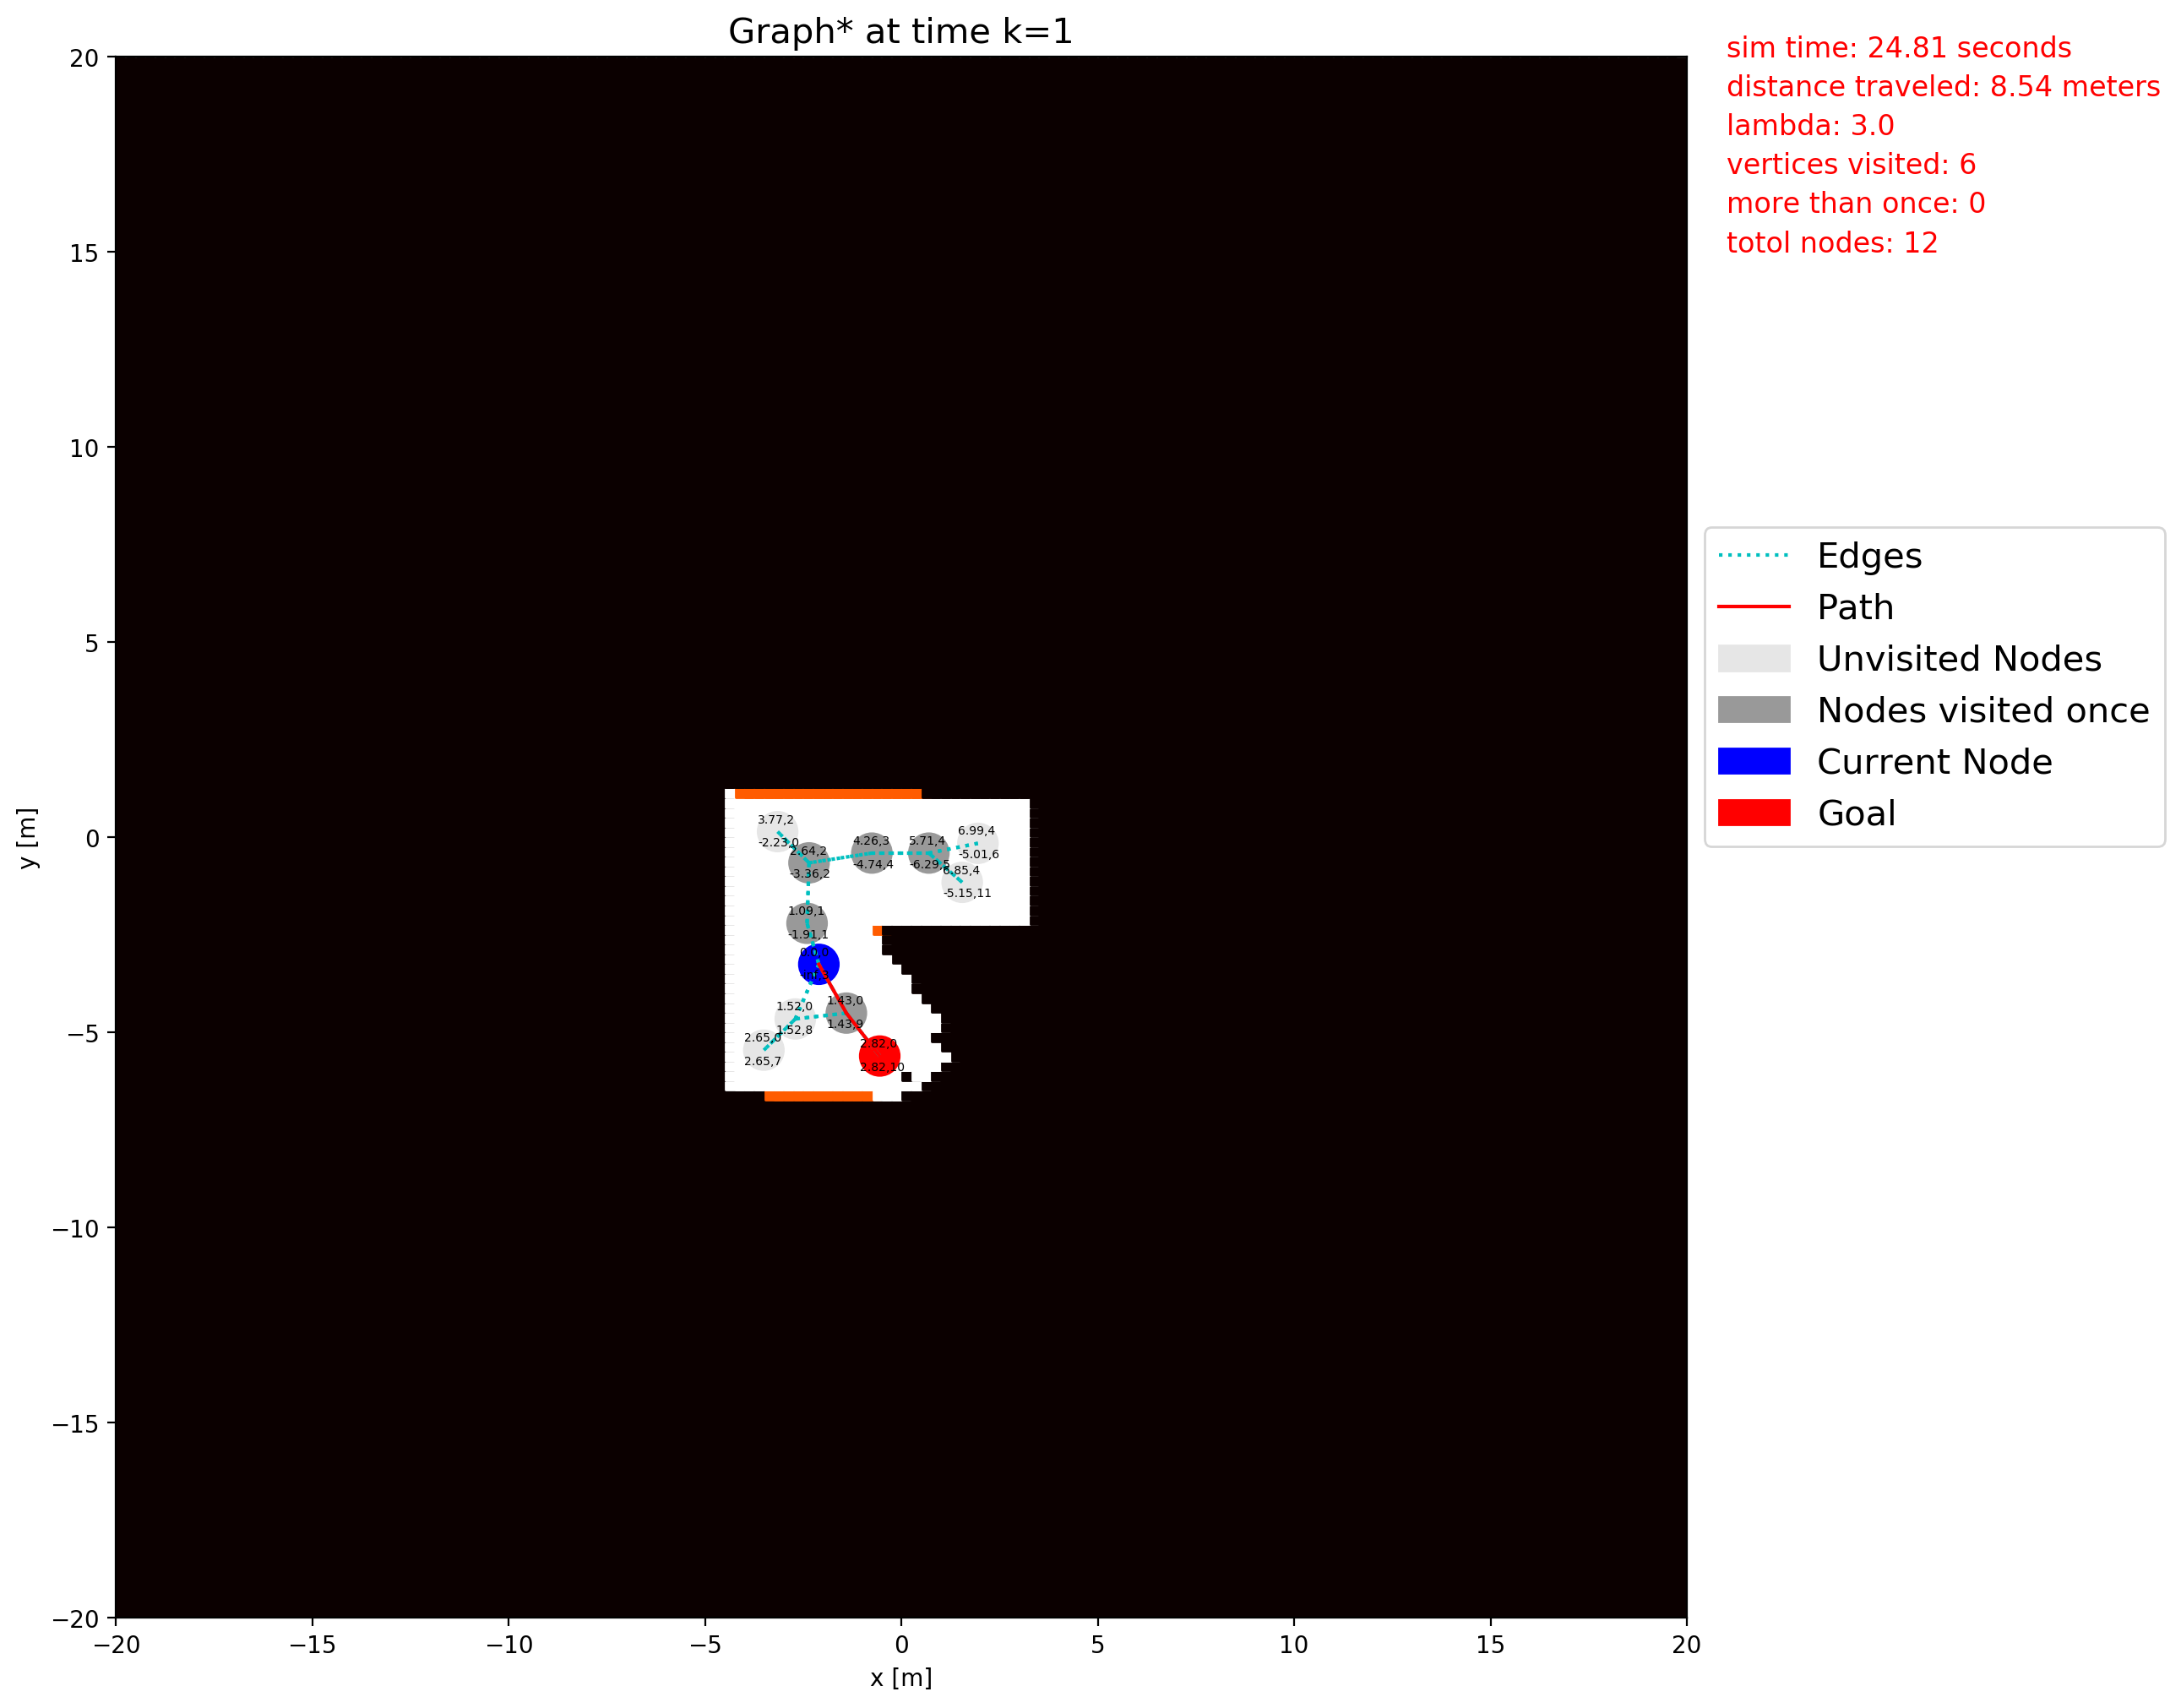 Graph* at time k=1
sim time: 24.81 seconds
distance traveled: 8.54 meters
lambda: 3.0
vertices visited: 6
more than once: 0
totol nodes: 12
Edges
Path
Unvisited Nodes
Nodes visited once
Current Node
Goal
20
15
10
5
0
−5
−10
−15
−20
y [m]
3.77,2
-2.23,0
2.64,2
-3.36,2
4.26,3
-4.74,4
5.71,4
-6.29,5
6.99,4
-5.01,6
6.85,4
-5.15,11
1.09,1
-1.91,1
1.52,0
1.52,8
1.43,0
1.43,9
2.65,0
2.65,7
2.82,0
2.82,10
−20
−15
−10
−5
0
5
10
15
20
x [m]